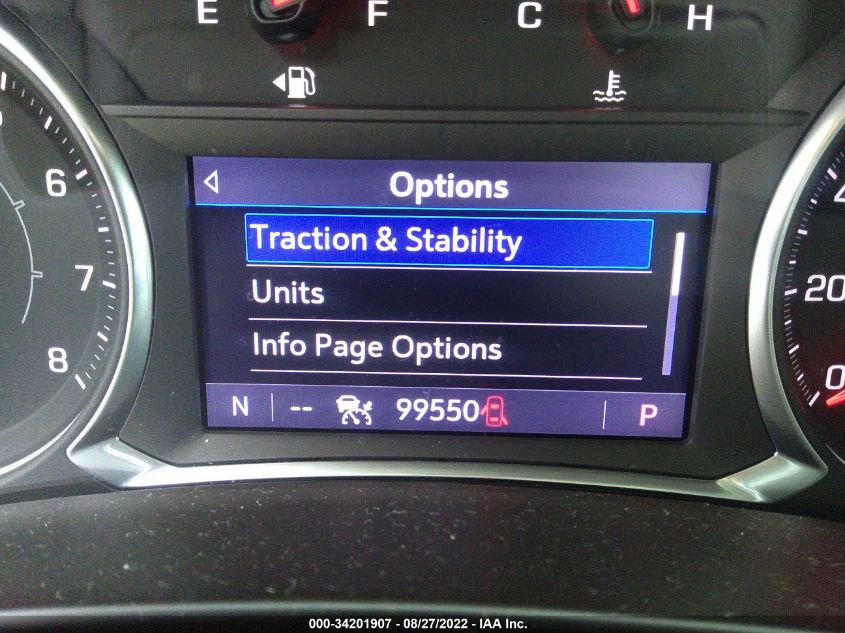 E F C H
Options
Traction & Stability
Units
Info Page Options
N -- 99550 P
6
7
8
20
0
000-34201907 - 08/27/2022 - IAA Inc.